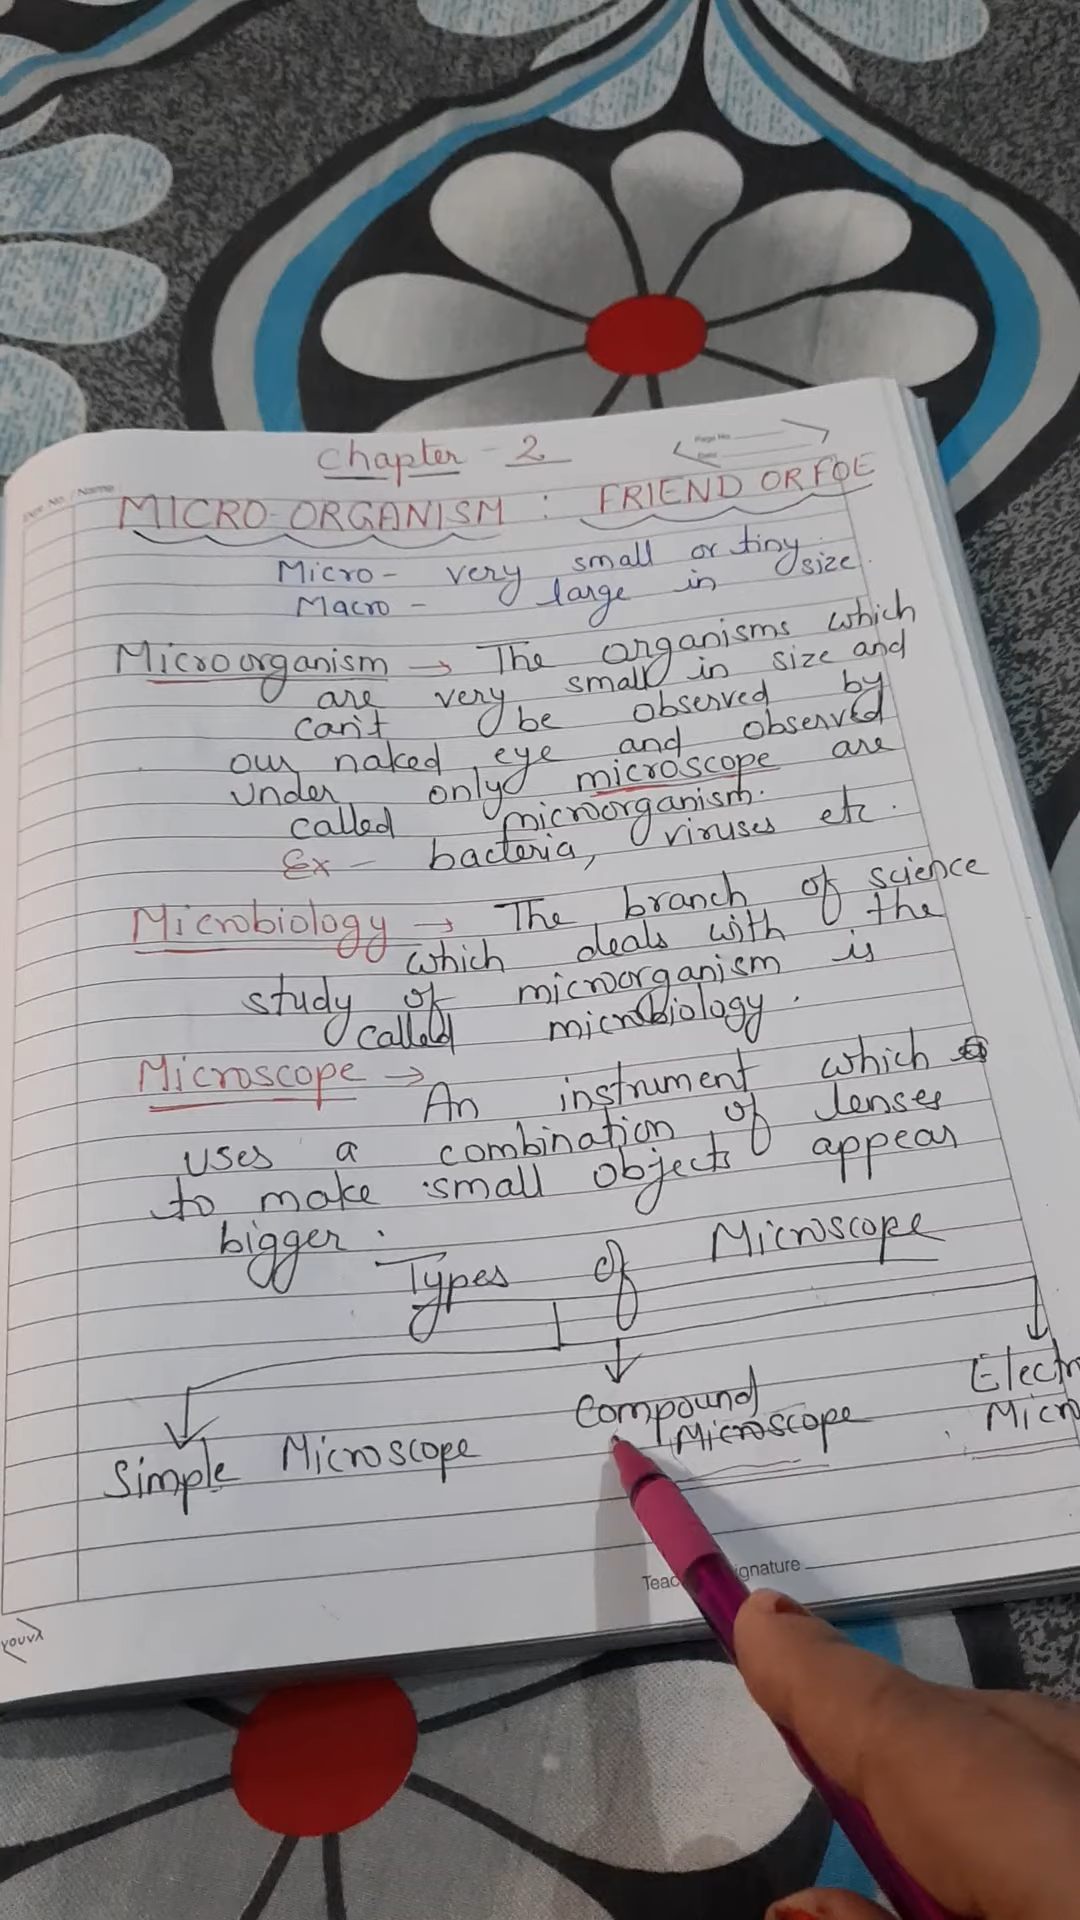 Chapter - 2
Page No.
Date
MICRO-ORGANISM : FRIEND OR FOE
Micro - very small or tiny
Macro - large in size.
Microorganism → The organisms which
are very small in size and
can't be observed by
our naked eye and observed
under only microscope are
called microorganism.
Ex - bacteria, viruses etc.
Microbiology → The branch of science
which deals with the
study of microorganism is
called microbiology.
Microscope →
An instrument which
uses a combination of lenses
to make small objects appear
bigger.
Types of Microscope
Simple Microscope
Compound
Microscope
Electr
Micr
Teac ignature
youva